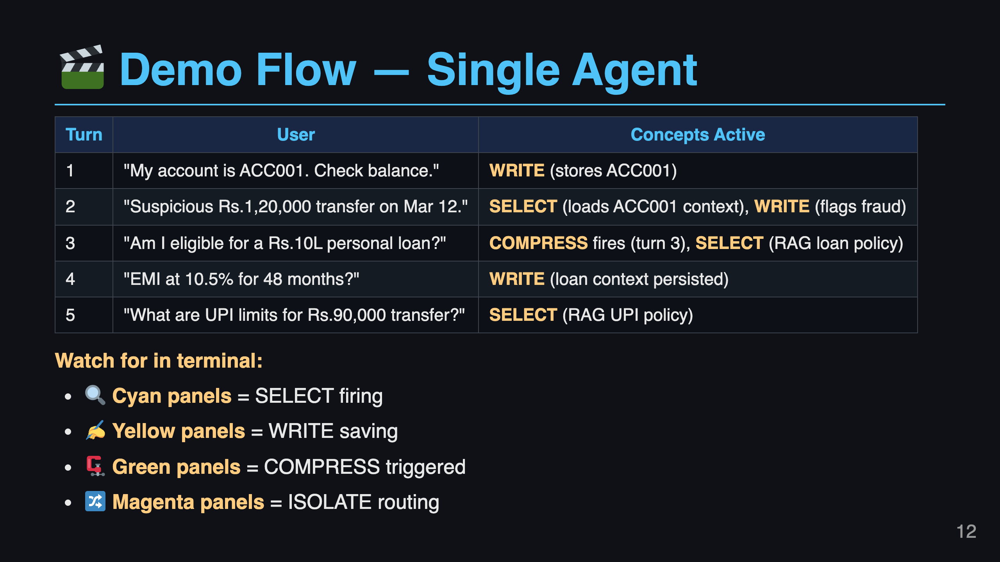 Demo Flow — Single Agent
Turn User Concepts Active
1 "My account is ACC001. Check balance." WRITE (stores ACC001)
2 "Suspicious Rs.1,20,000 transfer on Mar 12." SELECT (loads ACC001 context), WRITE (flags fraud)
3 "Am I eligible for a Rs.10L personal loan?" COMPRESS fires (turn 3), SELECT (RAG loan policy)
4 "EMI at 10.5% for 48 months?" WRITE (loan context persisted)
5 "What are UPI limits for Rs.90,000 transfer?" SELECT (RAG UPI policy)
Watch for in terminal:
• 🔍 Cyan panels = SELECT firing
• ✍️ Yellow panels = WRITE saving
• 🗜️ Green panels = COMPRESS triggered
• 🔀 Magenta panels = ISOLATE routing
12